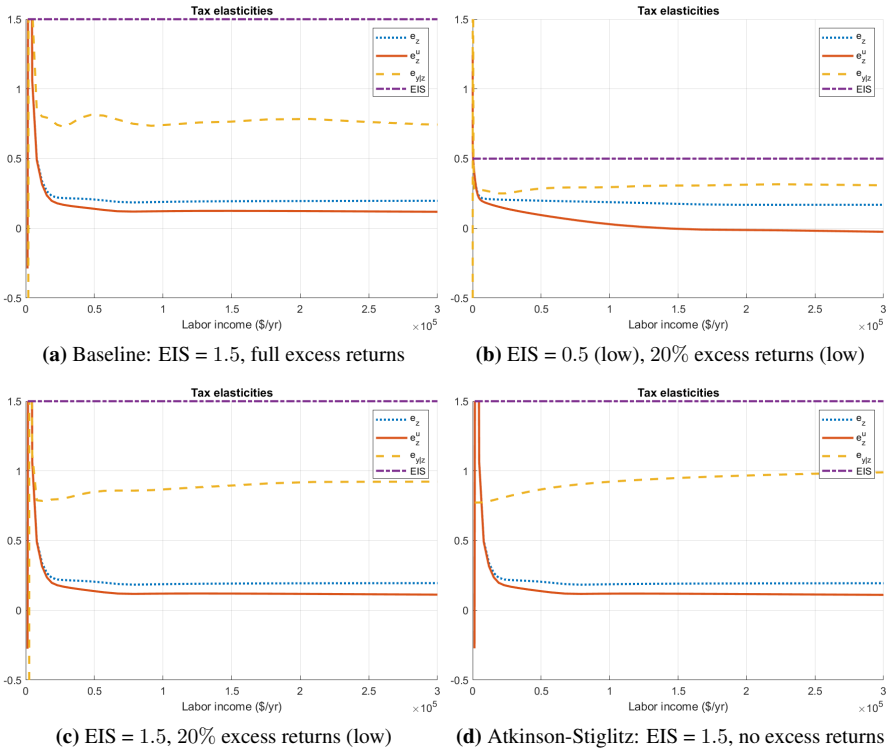 Tax elasticities
1.5
1
0.5
0
-0.5
0 0.5 1 1.5 2 2.5 3
Labor income ($/yr)
×10^5
e_z
e_z^u
e_{y|z}
EIS
(a) Baseline: EIS = 1.5, full excess returns
Tax elasticities
1.5
1
0.5
0
-0.5
0 0.5 1 1.5 2 2.5 3
Labor income ($/yr)
×10^5
e_z
e_z^u
e_{y|z}
EIS
(b) EIS = 0.5 (low), 20% excess returns (low)
Tax elasticities
1.5
1
0.5
0
-0.5
0 0.5 1 1.5 2 2.5 3
Labor income ($/yr)
×10^5
e_z
e_z^u
e_{y|z}
EIS
(c) EIS = 1.5, 20% excess returns (low)
Tax elasticities
1.5
1
0.5
0
-0.5
0 0.5 1 1.5 2 2.5 3
Labor income ($/yr)
×10^5
e_z
e_z^u
e_{y|z}
EIS
(d) Atkinson-Stiglitz: EIS = 1.5, no excess returns